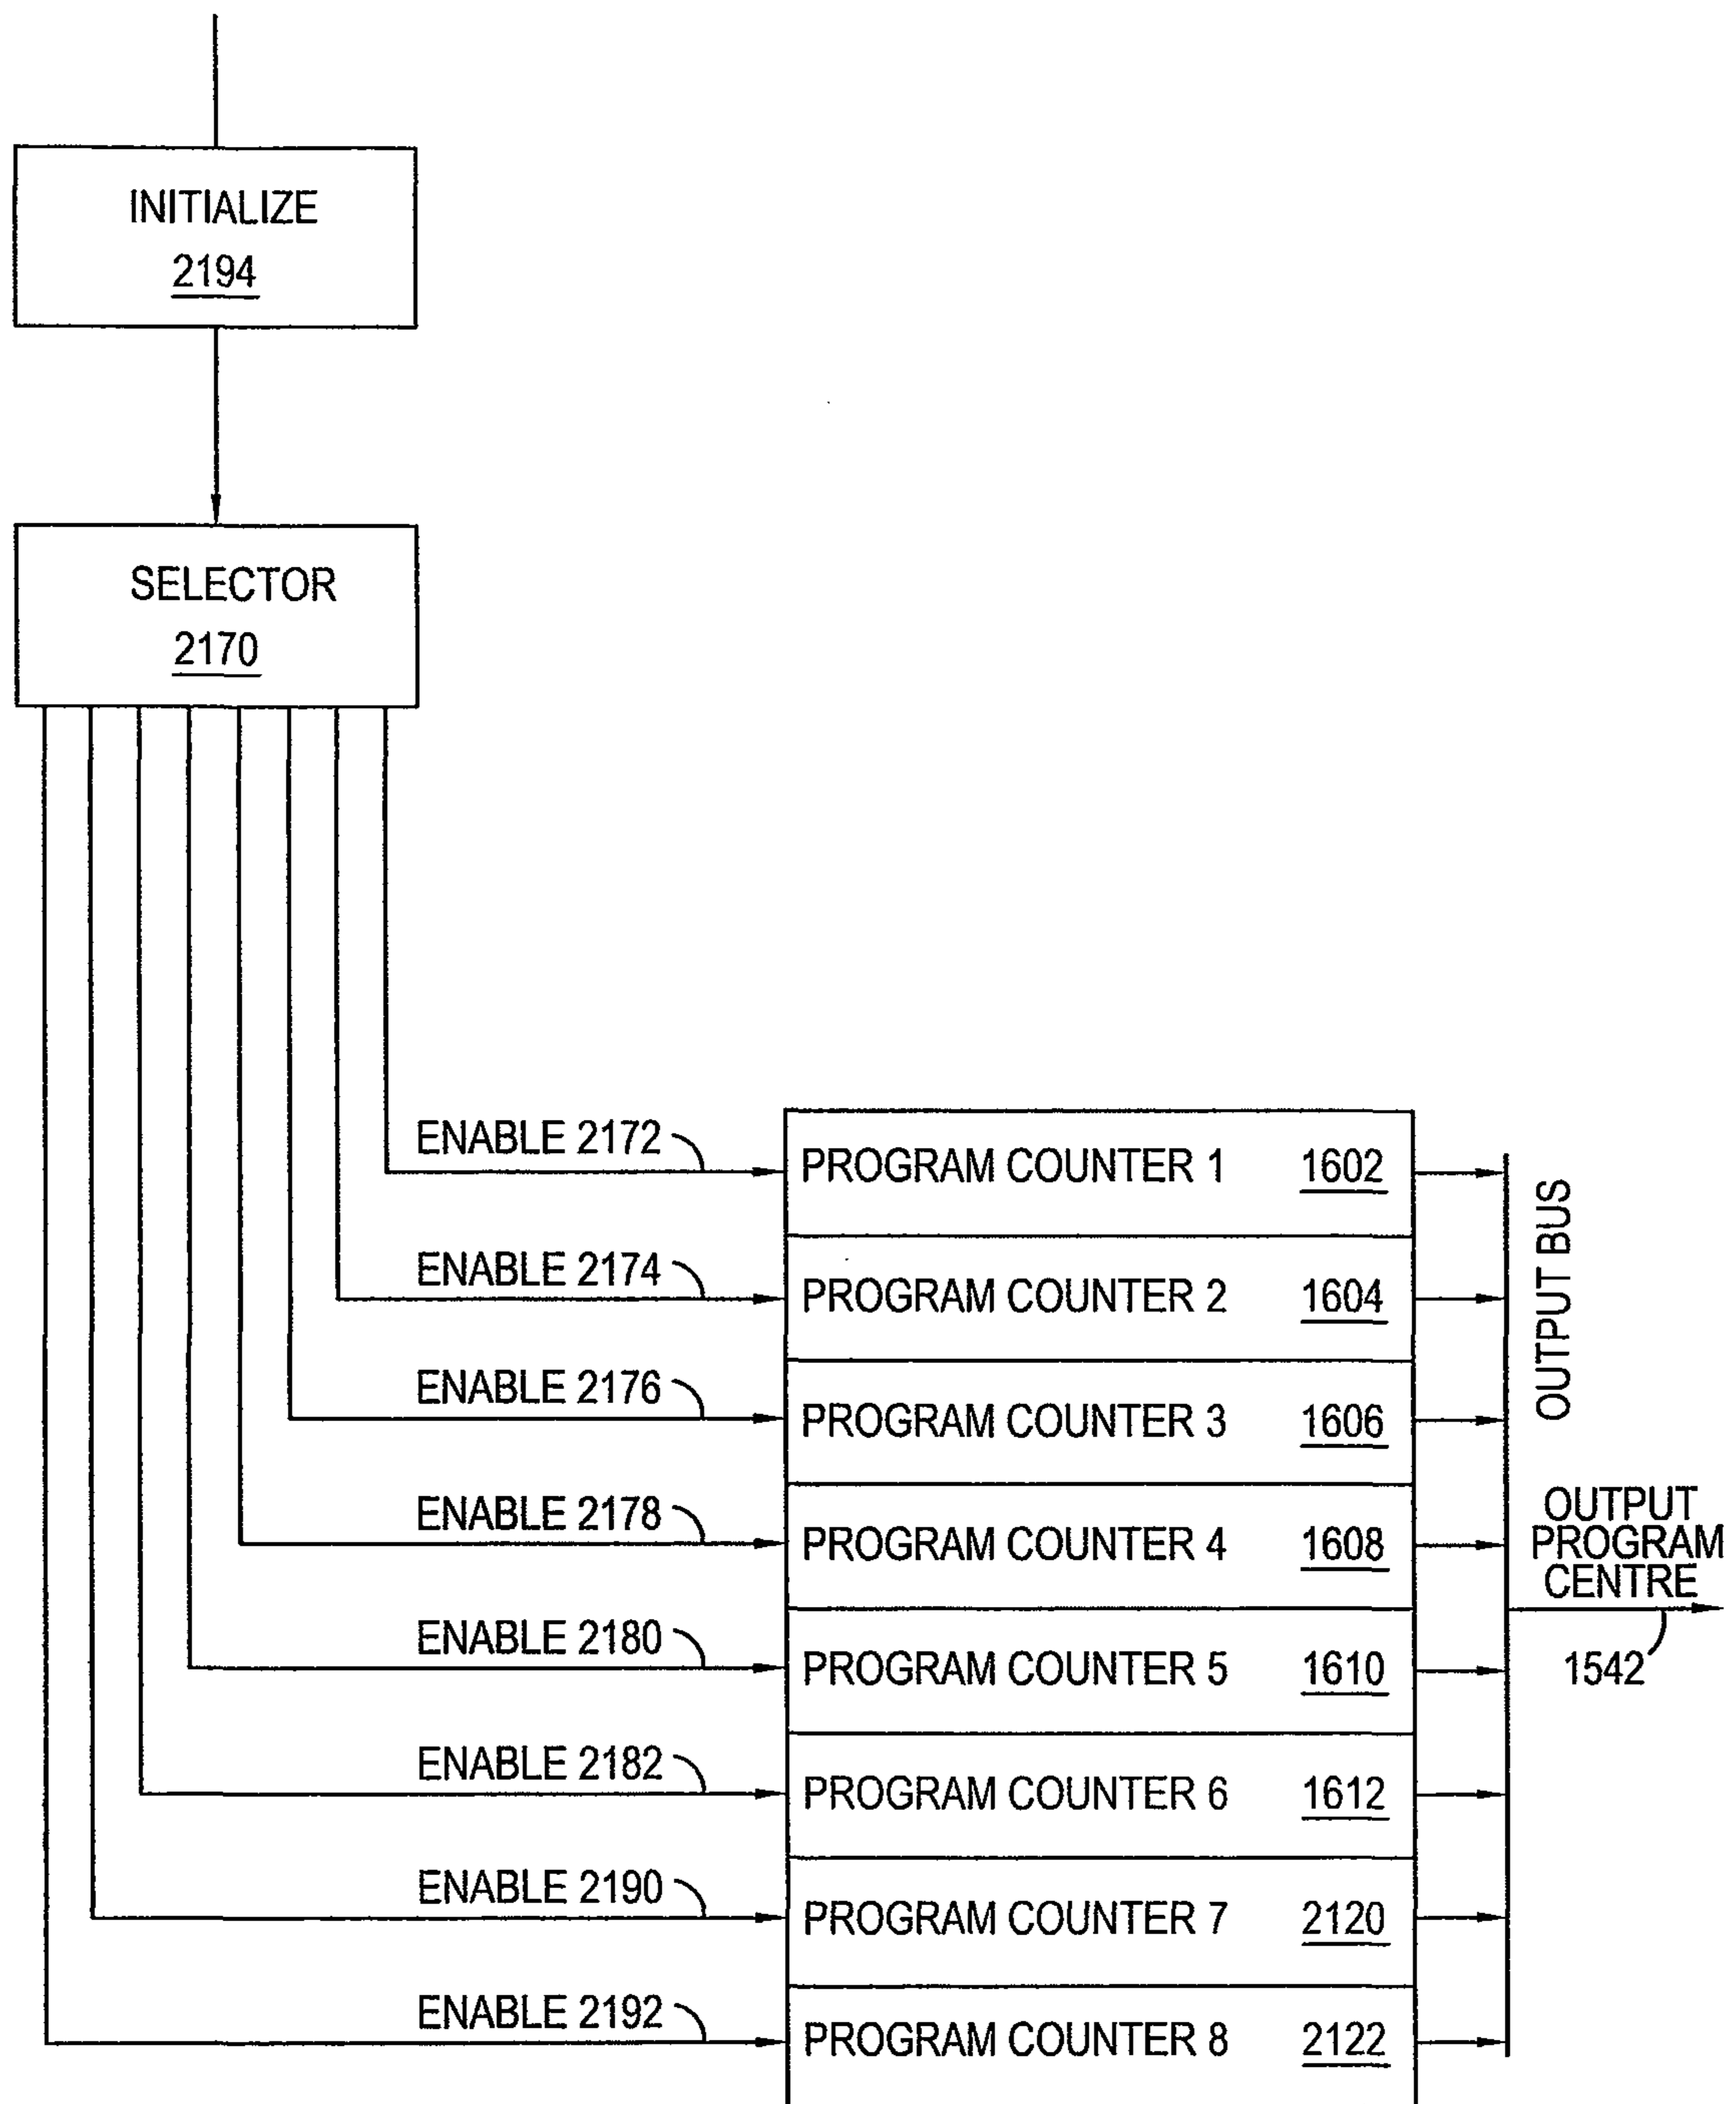 INITIALIZE
2194
SELECTOR
2170
ENABLE 2172
PROGRAM COUNTER 1 1602
ENABLE 2174
PROGRAM COUNTER 2 1604
ENABLE 2176
PROGRAM COUNTER 3 1606
ENABLE 2178
PROGRAM COUNTER 4 1608
ENABLE 2180
PROGRAM COUNTER 5 1610
ENABLE 2182
PROGRAM COUNTER 6 1612
ENABLE 2190
PROGRAM COUNTER 7 2120
ENABLE 2192
PROGRAM COUNTER 8 2122
OUTPUT BUS
OUTPUT
PROGRAM
CENTRE
1542